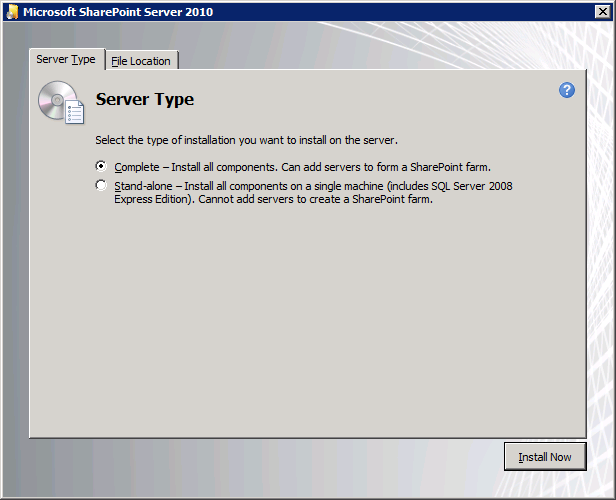 Microsoft SharePoint Server 2010
Server Type
File Location
Server Type
?
Select the type of installation you want to install on the server.
Complete – Install all components. Can add servers to form a SharePoint farm.
Stand-alone – Install all components on a single machine (includes SQL Server 2008
Express Edition). Cannot add servers to create a SharePoint farm.
Install Now